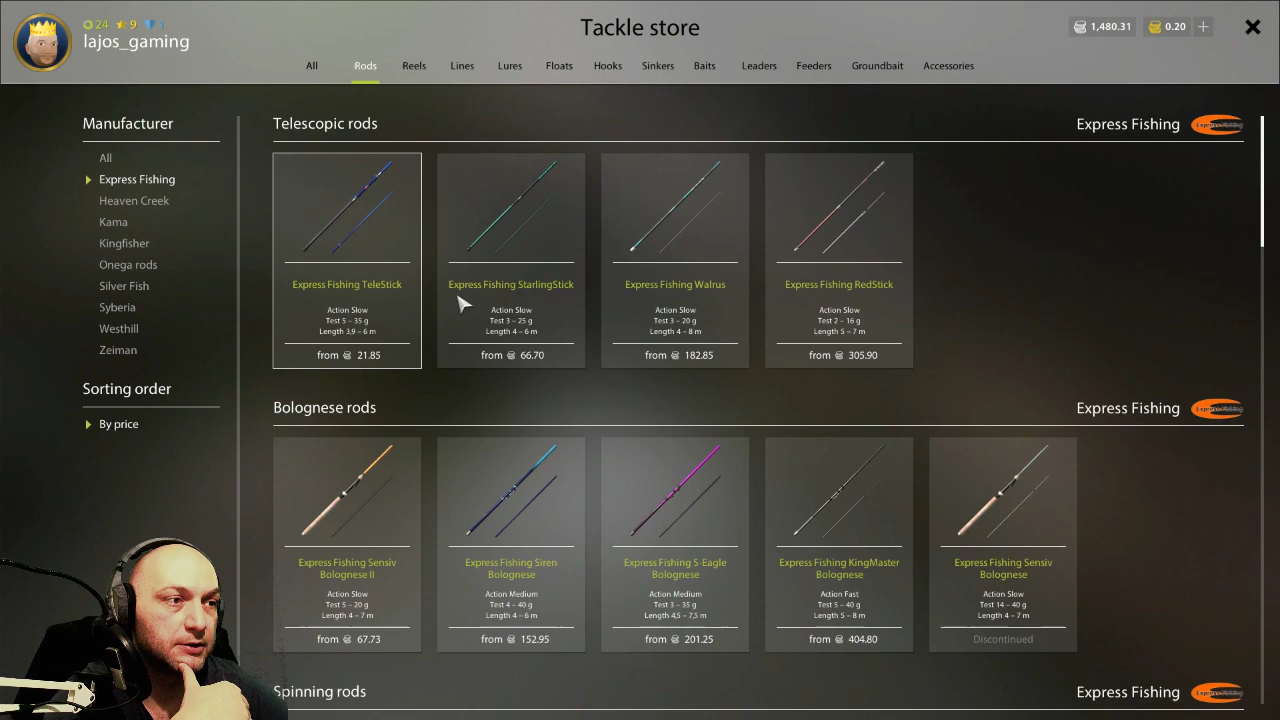 24 9 1
lajos_gaming
Tackle store
1,480.31 0.20 +
All Rods Reels Lines Lures Floats Hooks Sinkers Baits Leaders Feeders Groundbait Accessories
Manufacturer
All
Express Fishing
Heaven Creek
Kama
Kingfisher
Onega rods
Silver Fish
Syberia
Westhill
Zeiman
Sorting order
By price
Telescopic rods
Express Fishing
Express Fishing
Express Fishing TeleStick
Action Slow
Test 5 – 35 g
Length 3,9 – 6 m
from 21.85
Express Fishing StarlingStick
Action Slow
Test 3 – 25 g
Length 4 – 6 m
from 66.70
Express Fishing Walrus
Action Slow
Test 3 – 20 g
Length 4 – 8 m
from 182.85
Express Fishing RedStick
Action Slow
Test 2 – 16 g
Length 5 – 7 m
from 305.90
Bolognese rods
Express Fishing
Express Fishing
Express Fishing Sensiv
Bolognese II
Action Slow
Test 5 – 20 g
Length 4 – 7 m
from 67.73
Express Fishing Siren
Bolognese
Action Medium
Test 4 – 40 g
Length 4 – 6 m
from 152.95
Express Fishing S-Eagle
Bolognese
Action Medium
Test 3 – 35 g
Length 4,5 – 7,5 m
from 201.25
Express Fishing KingMaster
Bolognese
Action Fast
Test 5 – 40 g
Length 5 – 8 m
from 404.80
Express Fishing Sensiv
Bolognese
Action Slow
Test 14 – 40 g
Length 4 – 7 m
Discontinued
Spinning rods
Express Fishing
Express Fishing